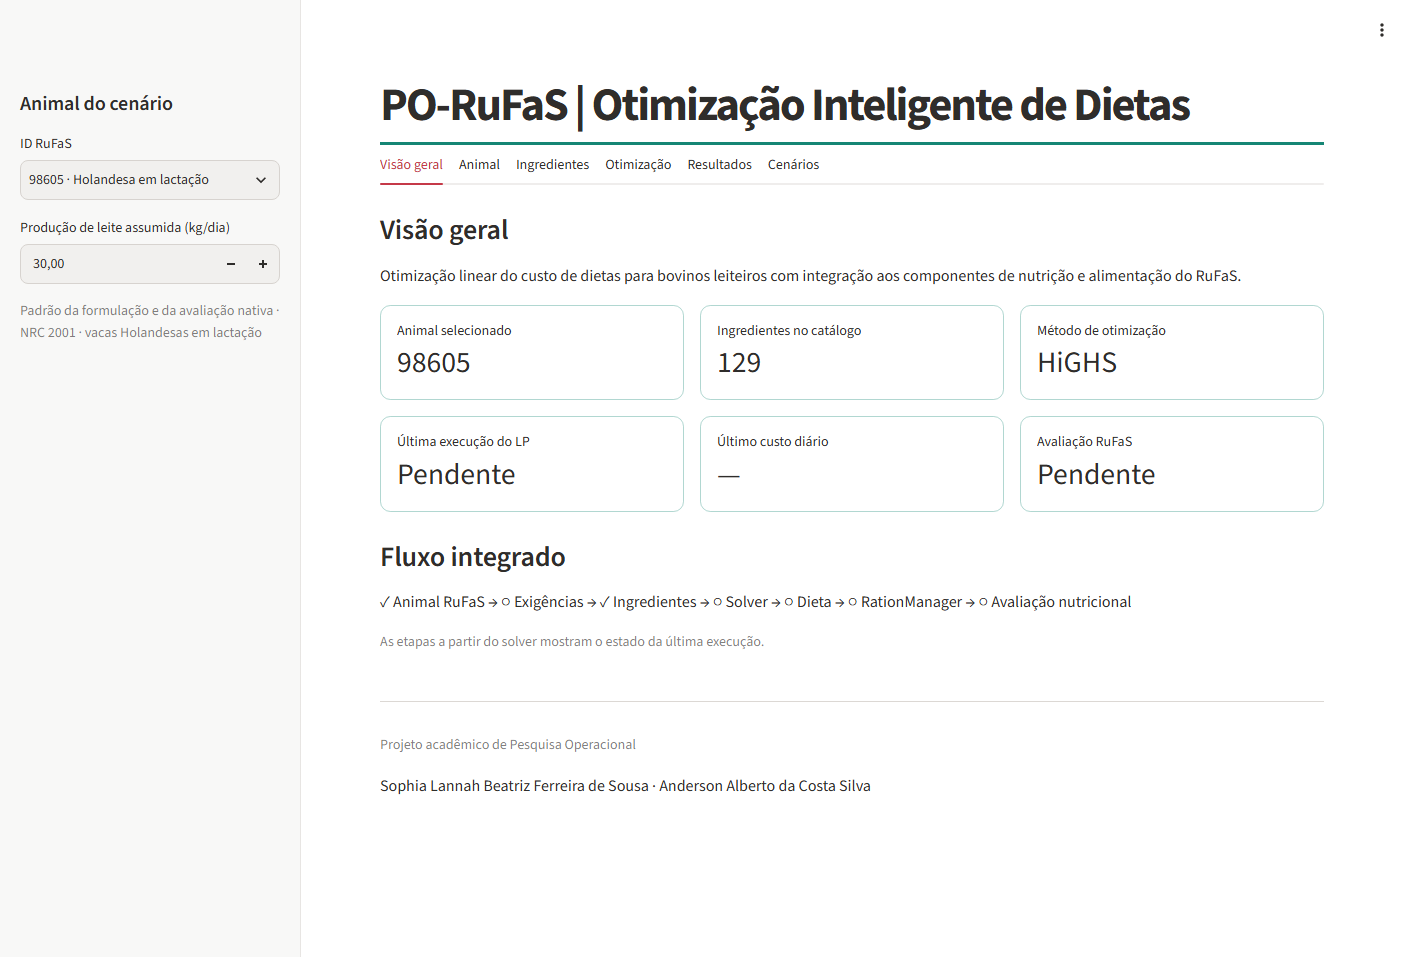 Animal do cenário
ID RuFaS
98605 · Holandesa em lactação
Produção de leite assumida (kg/dia)
30,00
Padrão da formulação e da avaliação nativa ·
NRC 2001 · vacas Holandesas em lactação
PO-RuFaS | Otimização Inteligente de Dietas
Visão geral Animal Ingredientes Otimização Resultados Cenários
Visão geral
Otimização linear do custo de dietas para bovinos leiteiros com integração aos componentes de nutrição e alimentação do RuFaS.
Animal selecionado
98605
Ingredientes no catálogo
129
Método de otimização
HiGHS
Última execução do LP
Pendente
Último custo diário
—
Avaliação RuFaS
Pendente
Fluxo integrado
✓ Animal RuFaS → ○ Exigências → ✓ Ingredientes → ○ Solver → ○ Dieta → ○ RationManager → ○ Avaliação nutricional
As etapas a partir do solver mostram o estado da última execução.
Projeto acadêmico de Pesquisa Operacional
Sophia Lannah Beatriz Ferreira de Sousa · Anderson Alberto da Costa Silva